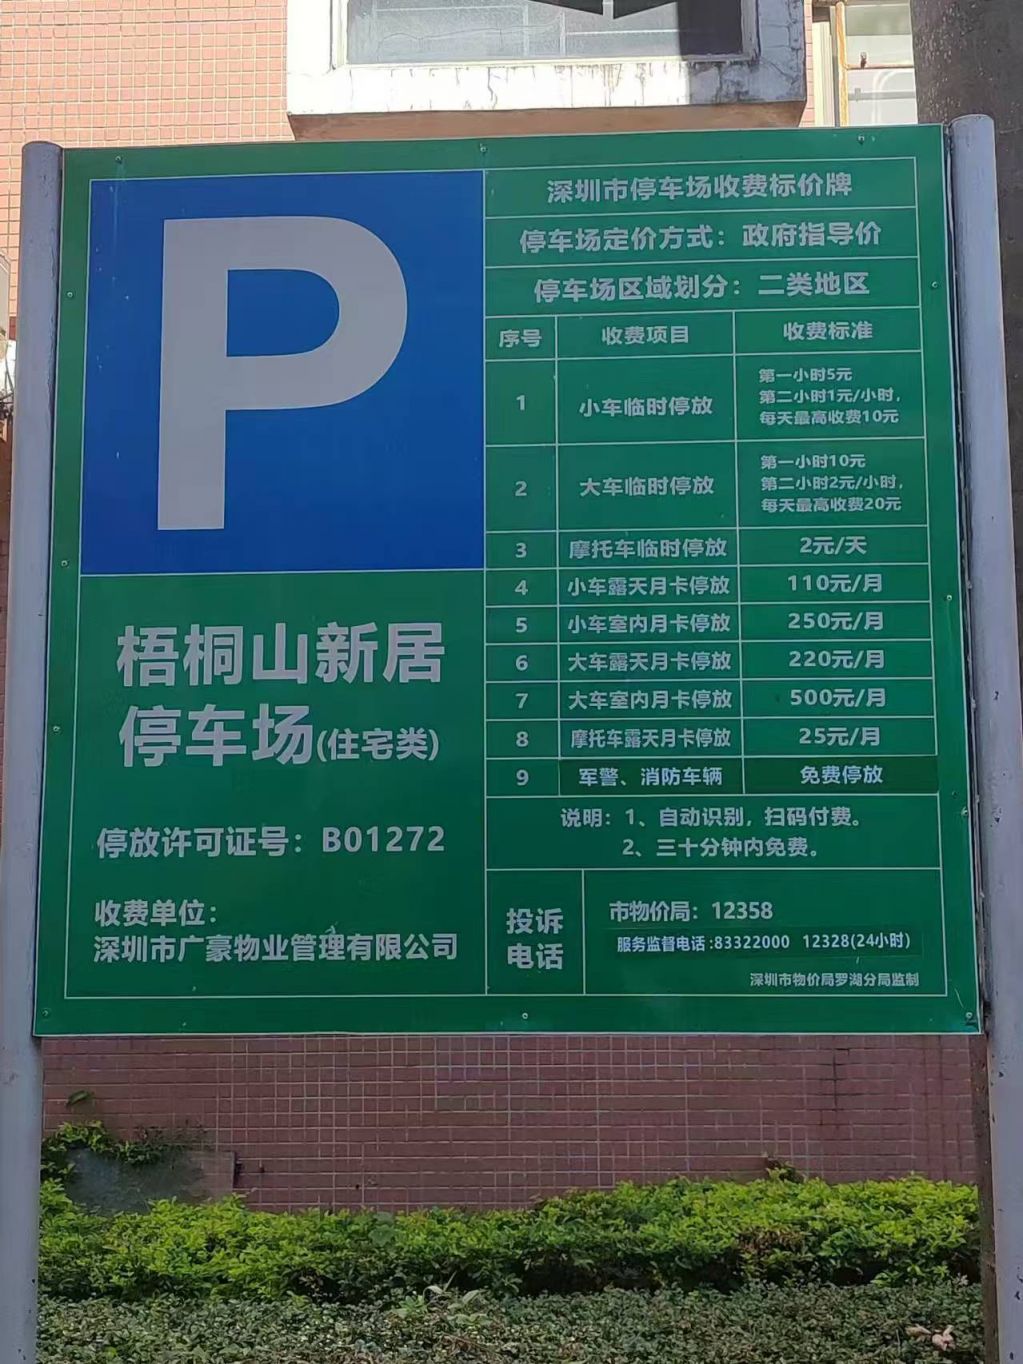 P
梧桐山新居
停车场(住宅类)
停放许可证号：B01272
收费单位：
深圳市广豪物业管理有限公司
深圳市停车场收费标价牌
停车场定价方式：政府指导价
停车场区域划分：二类地区
序号 收费项目 收费标准
1 小车临时停放 第一小时5元
第二小时1元/小时，
每天最高收费10元
2 大车临时停放 第一小时10元
第二小时2元/小时，
每天最高收费20元
3 摩托车临时停放 2元/天
4 小车露天月卡停放 110元/月
5 小车室内月卡停放 250元/月
6 大车露天月卡停放 220元/月
7 大车室内月卡停放 500元/月
8 摩托车露天月卡停放 25元/月
9 军警、消防车辆 免费停放
说明：1、自动识别，扫码付费。
2、三十分钟内免费。
投诉
电话
市物价局：12358
服务监督电话:83322000 12328(24小时)
深圳市物价局罗湖分局监制